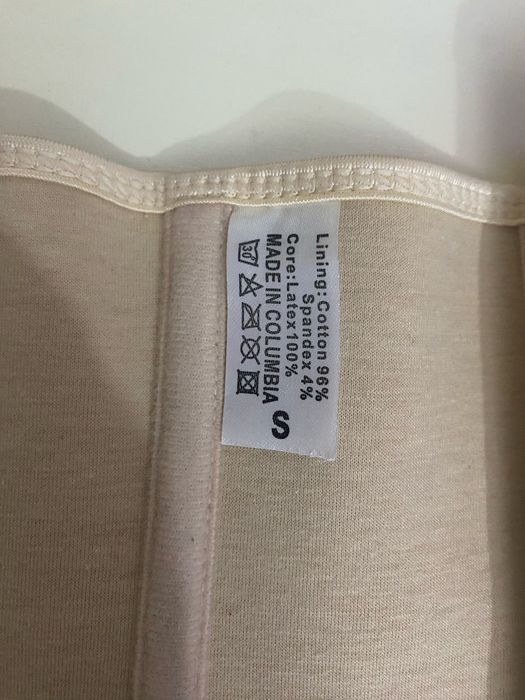 Lining: Cotton 96%
Spandex 4%
Core:Latex100%
MADE IN COLUMBIA S
30